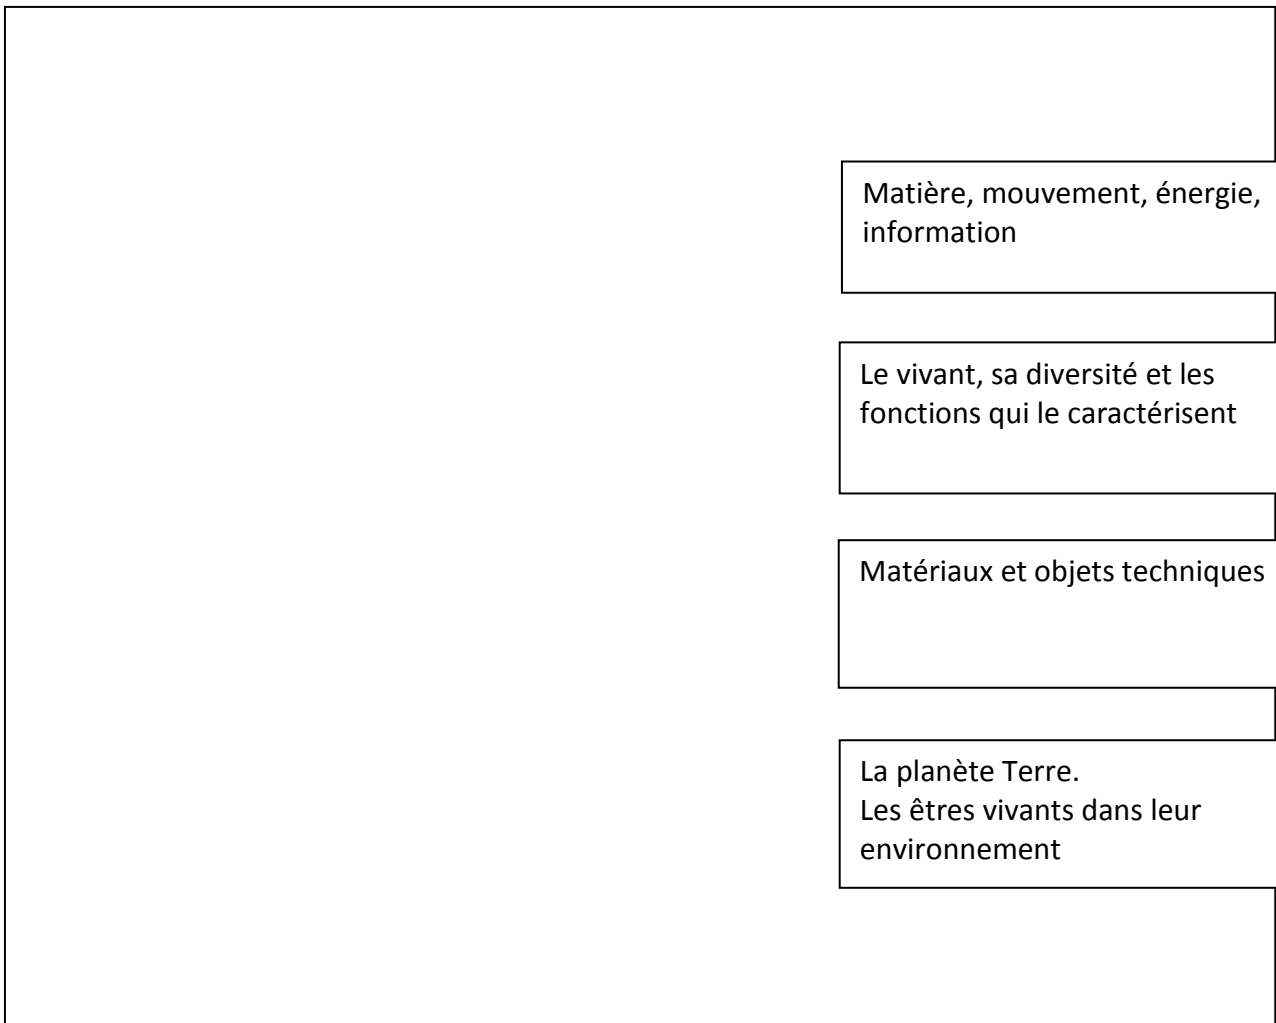 Matière, mouvement, énergie,
information
Le vivant, sa diversité et les
fonctions qui le caractérisent
Matériaux et objets techniques
La planète Terre.
Les êtres vivants dans leur
environnement